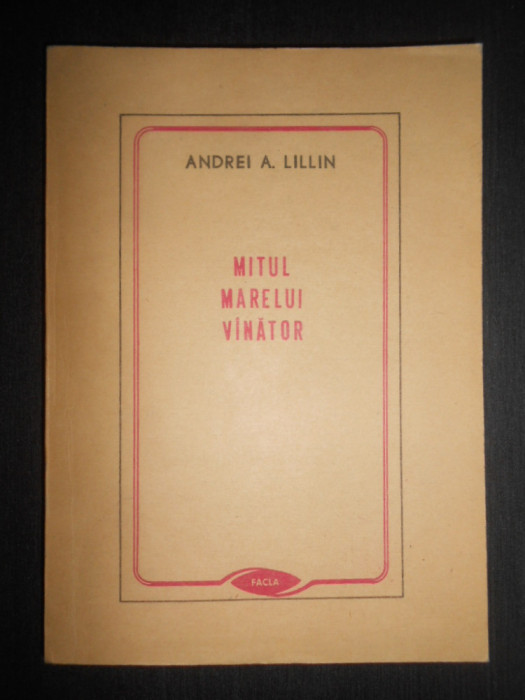 ANDREI A. LILLIN
MITUL
MARELUI
VÎNĂTOR
FACLA